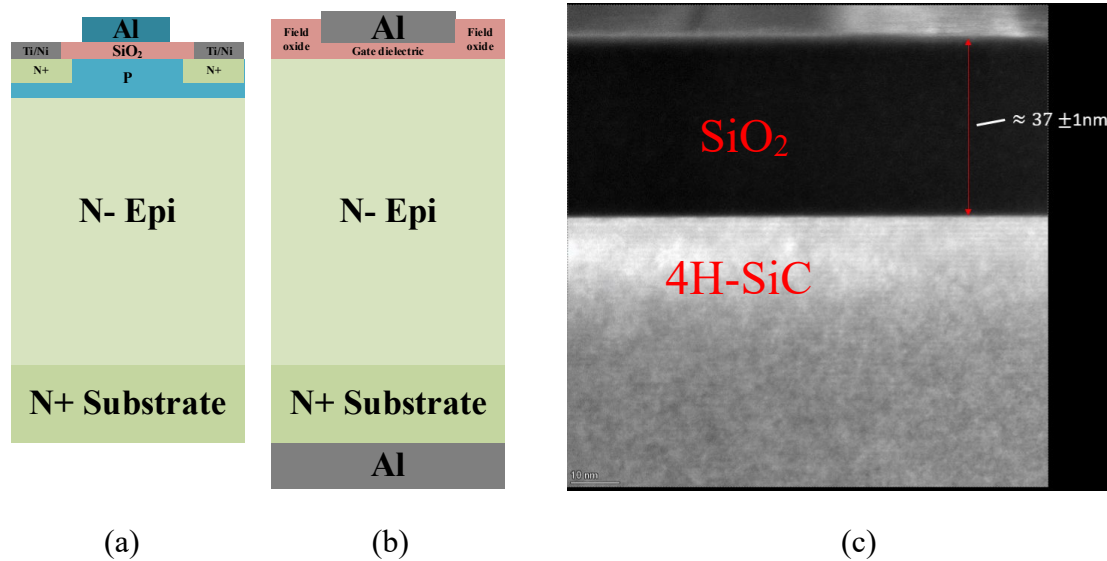 Al
Ti/Ni SiO₂ Ti/Ni
N+ P N+
N- Epi
N+ Substrate
(a)
Field oxide Al Field oxide
Gate dielectric
N- Epi
N+ Substrate
Al
(b)
SiO₂
≈ 37 ±1nm
4H-SiC
10 nm
(c)